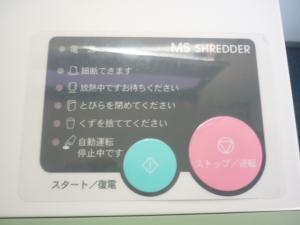 電 MS SHREDDER
細断できます
放熱中ですお待ちください
とびらを閉めてください
くずを捨ててください
自動運転
停止中です
ストップ／逆転
スタート／復電